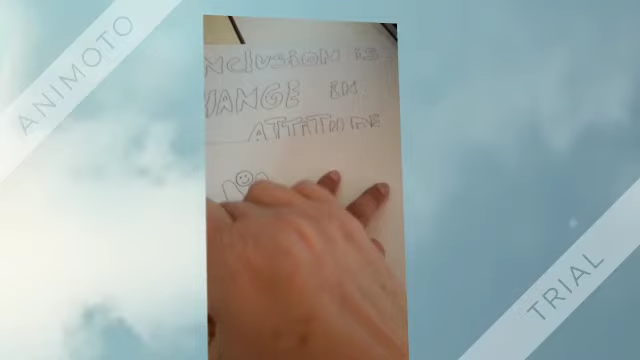 NClUSiON iS
HANGE IN
ATTiTUDE
ANIMOTO
TRIAL